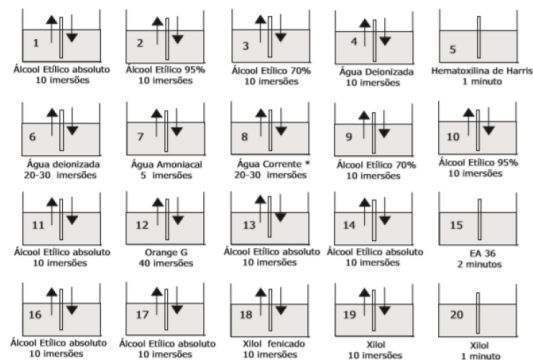 1
Álcool Etílico absoluto
10 imersões
2
Álcool Etílico 95%
10 imersões
3
Álcool Etílico 70%
10 imersões
4
Água Deionizada
10 imersões
5
Hematoxilina de Harris
1 minuto
6
Água deionizada
20-30 imersões
7
Água Amoniacal
5 imersões
8
Água Corrente *
20-30 imersões
9
Álcool Etílico 70%
10 imersões
10
Álcool Etílico 95%
10 imersões
11
Álcool Etílico absoluto
10 imersões
12
Orange G
40 imersões
13
Álcool Etílico absoluto
10 imersões
14
Álcool Etílico absoluto
10 imersões
15
EA 36
2 minutos
16
Álcool Etílico absoluto
10 imersões
17
Álcool Etílico absoluto
10 imersões
18
Xilol fenicado
10 imersões
19
Xilol
10 imersões
20
Xilol
1 minuto